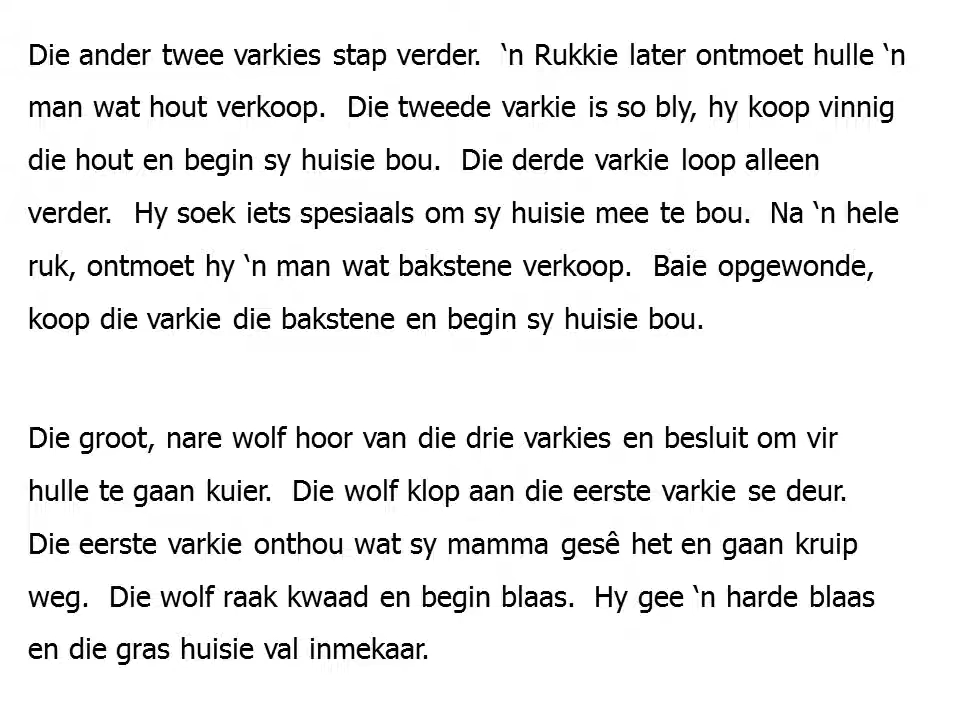 Die ander twee varkies stap verder.  ‘n Rukkie later ontmoet hulle ‘n
man wat hout verkoop.  Die tweede varkie is so bly, hy koop vinnig
die hout en begin sy huisie bou.  Die derde varkie loop alleen
verder.  Hy soek iets spesiaals om sy huisie mee te bou.  Na ‘n hele
ruk, ontmoet hy ‘n man wat bakstene verkoop.  Baie opgewonde,
koop die varkie die bakstene en begin sy huisie bou.
Die groot, nare wolf hoor van die drie varkies en besluit om vir
hulle te gaan kuier.  Die wolf klop aan die eerste varkie se deur.
Die eerste varkie onthou wat sy mamma gesê het en gaan kruip
weg.  Die wolf raak kwaad en begin blaas.  Hy gee ‘n harde blaas
en die gras huisie val inmekaar.